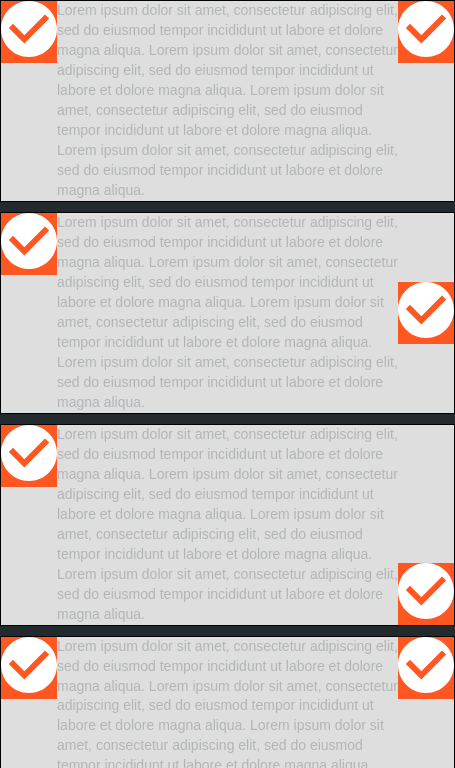 Lorem ipsum dolor sit amet, consectetur adipiscing elit,
sed do eiusmod tempor incididunt ut labore et dolore
magna aliqua. Lorem ipsum dolor sit amet, consectetur
adipiscing elit, sed do eiusmod tempor incididunt ut
labore et dolore magna aliqua. Lorem ipsum dolor sit
amet, consectetur adipiscing elit, sed do eiusmod
tempor incididunt ut labore et dolore magna aliqua.
Lorem ipsum dolor sit amet, consectetur adipiscing elit,
sed do eiusmod tempor incididunt ut labore et dolore
magna aliqua.
Lorem ipsum dolor sit amet, consectetur adipiscing elit,
sed do eiusmod tempor incididunt ut labore et dolore
magna aliqua. Lorem ipsum dolor sit amet, consectetur
adipiscing elit, sed do eiusmod tempor incididunt ut
labore et dolore magna aliqua. Lorem ipsum dolor sit
amet, consectetur adipiscing elit, sed do eiusmod
tempor incididunt ut labore et dolore magna aliqua.
Lorem ipsum dolor sit amet, consectetur adipiscing elit,
sed do eiusmod tempor incididunt ut labore et dolore
magna aliqua.
Lorem ipsum dolor sit amet, consectetur adipiscing elit,
sed do eiusmod tempor incididunt ut labore et dolore
magna aliqua. Lorem ipsum dolor sit amet, consectetur
adipiscing elit, sed do eiusmod tempor incididunt ut
labore et dolore magna aliqua. Lorem ipsum dolor sit
amet, consectetur adipiscing elit, sed do eiusmod
tempor incididunt ut labore et dolore magna aliqua.
Lorem ipsum dolor sit amet, consectetur adipiscing elit,
sed do eiusmod tempor incididunt ut labore et dolore
magna aliqua.
Lorem ipsum dolor sit amet, consectetur adipiscing elit,
sed do eiusmod tempor incididunt ut labore et dolore
magna aliqua. Lorem ipsum dolor sit amet, consectetur
adipiscing elit, sed do eiusmod tempor incididunt ut
labore et dolore magna aliqua. Lorem ipsum dolor sit
amet, consectetur adipiscing elit, sed do eiusmod
tempor incididunt ut labore et dolore magna aliqua.